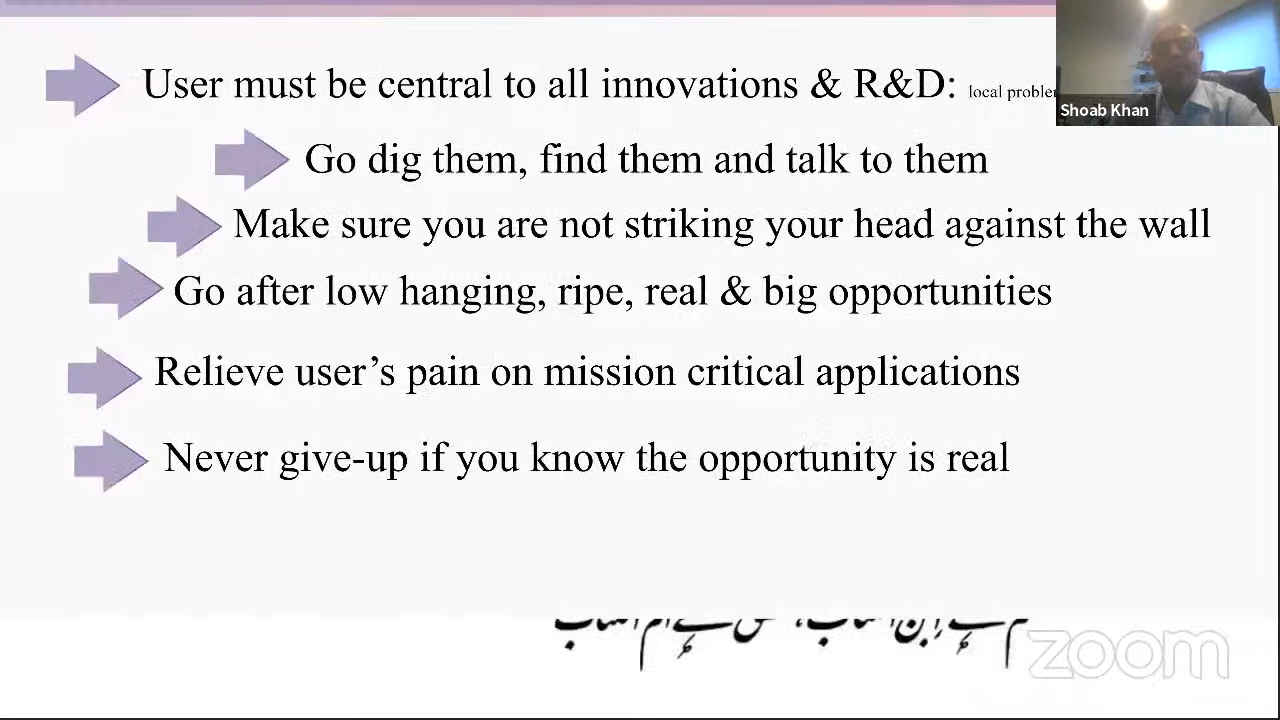 User must be central to all innovations & R&D: local
Shoab Khan
Go dig them, find them and talk to them
Make sure you are not striking your head against the wall
Go after low hanging, ripe, real & big opportunities
Relieve user’s pain on mission critical applications
Never give-up if you know the opportunity is real
zoom